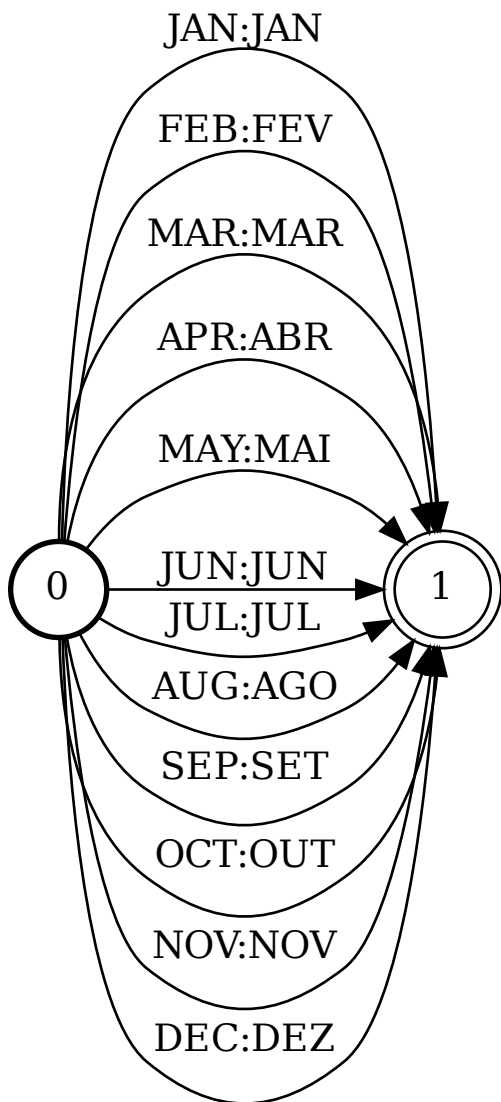 JAN:JAN
FEB:FEV
MAR:MAR
APR:ABR
MAY:MAI
JUN:JUN
0
1
JUL:JUL
AUG:AGO
SEP:SET
OCT:OUT
NOV:NOV
DEC:DEZ